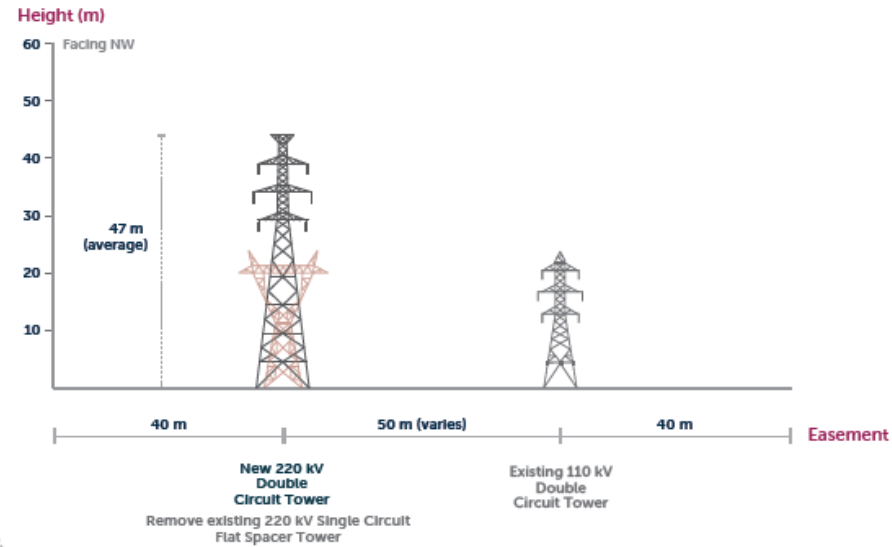 Height (m)
60
Facing NW
50
40
30
47 m
(average)
20
10
40 m
50 m (varies)
40 m
Easement
New 220 kV
Double
Circuit Tower
Existing 110 kV
Double
Circuit Tower
Remove existing 220 kV Single Circuit
Flat Spacer Tower